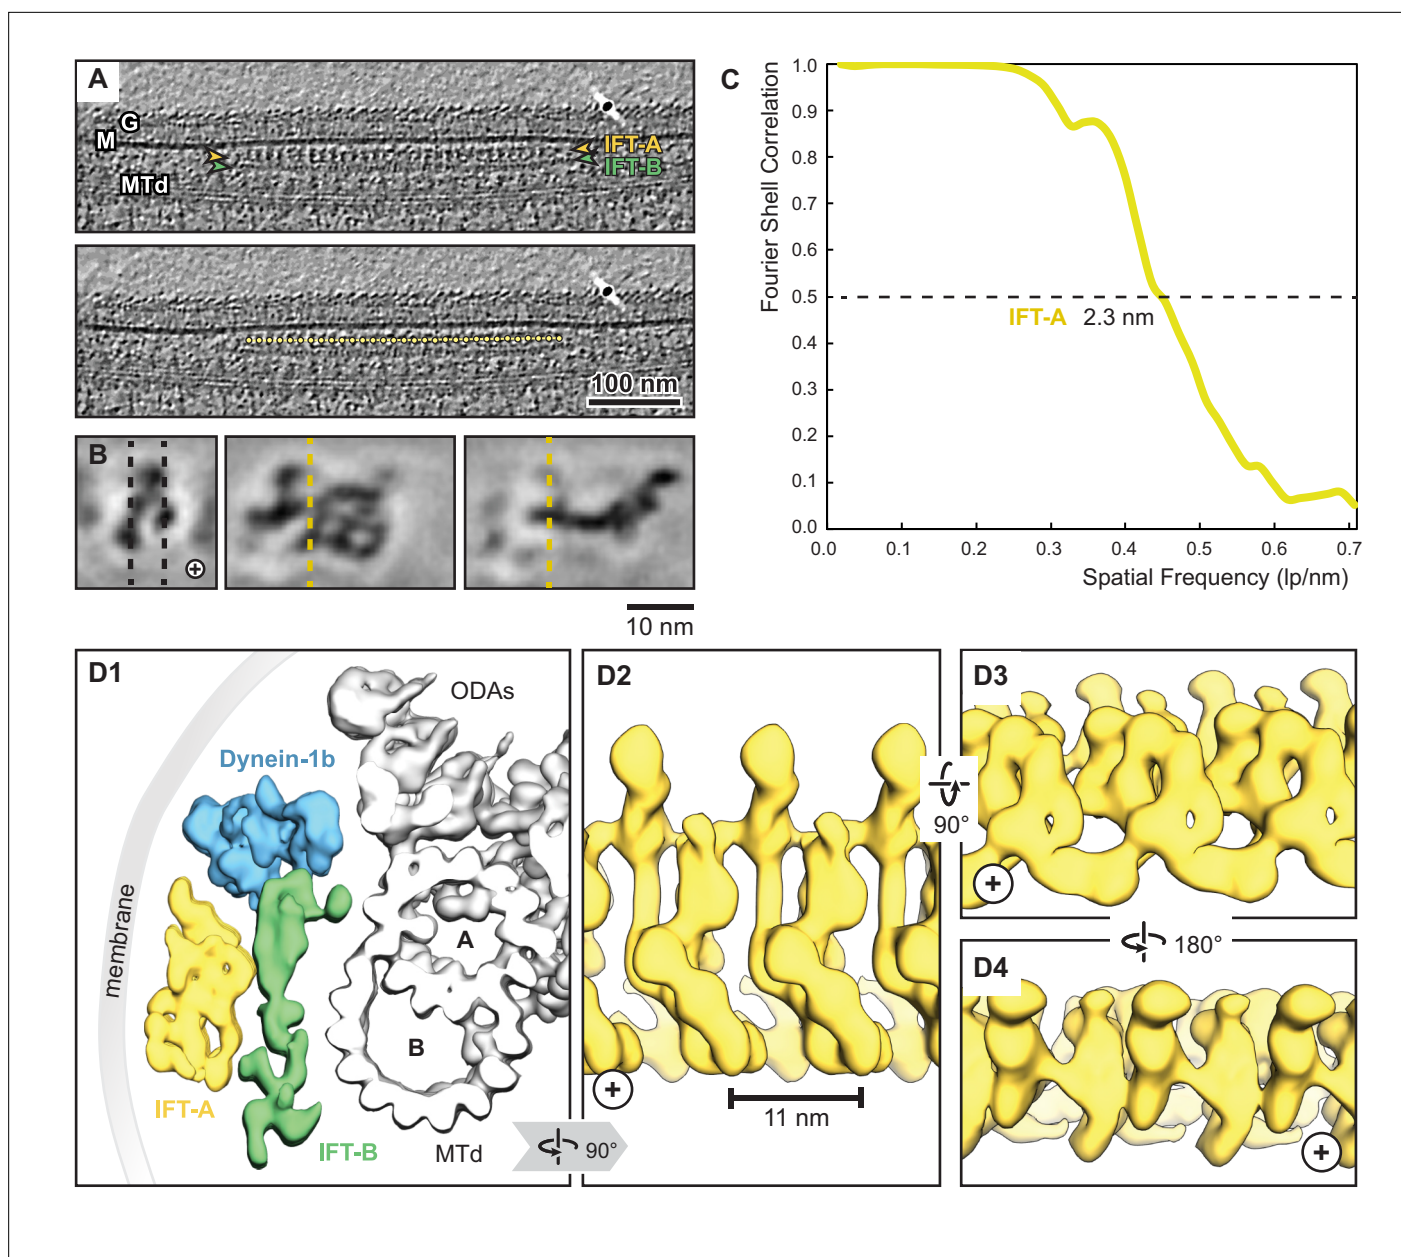 A
G
M
IFT-A
IFT-B
MTd
100 nm
B
+
10 nm
C
Fourier Shell Correlation
1.0
0.9
0.8
0.7
0.6
0.5
0.4
0.3
0.2
0.1
0.0
IFT-A 2.3 nm
0.0 0.1 0.2 0.3 0.4 0.5 0.6 0.7
Spatial Frequency (lp/nm)
D1
ODAs
Dynein-1b
membrane
A
B
IFT-A
IFT-B
MTd
90°
D2
+
11 nm
90°
D3
+
180°
D4
+